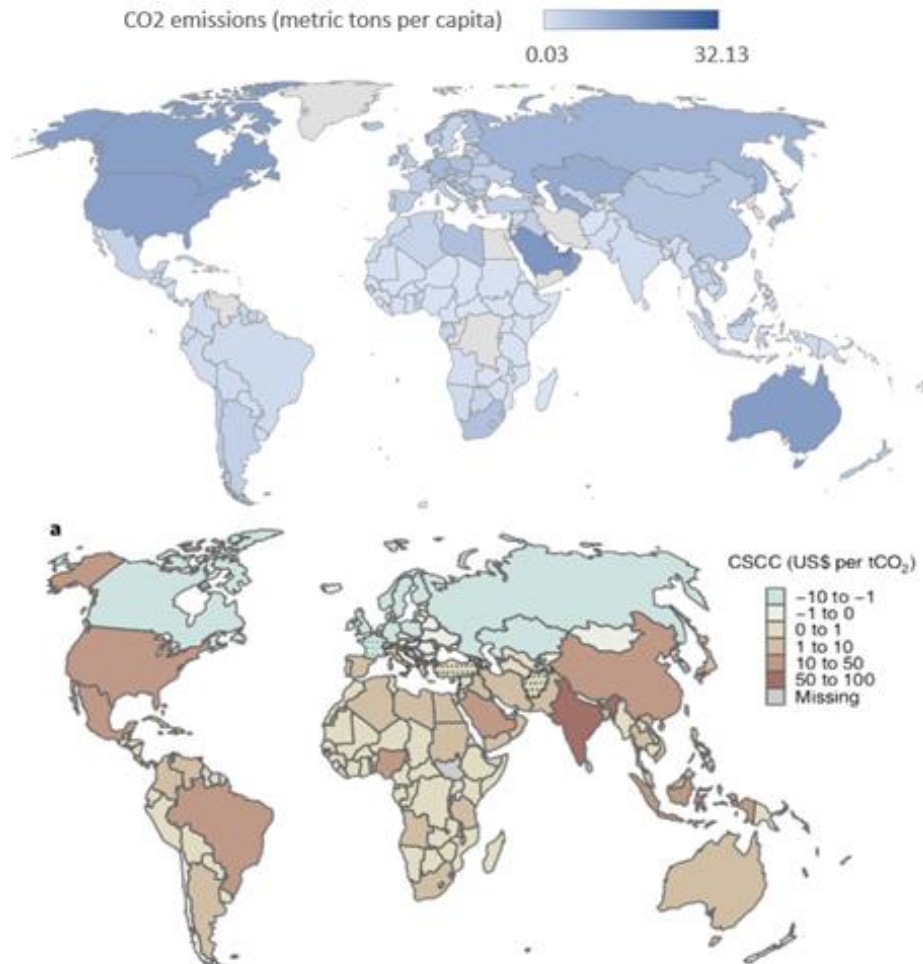 CO2 emissions (metric tons per capita)
0.03 32.13
a
CSCC (US$ per tCO₂)
−10 to −1
−1 to 0
0 to 1
1 to 10
10 to 50
50 to 100
Missing